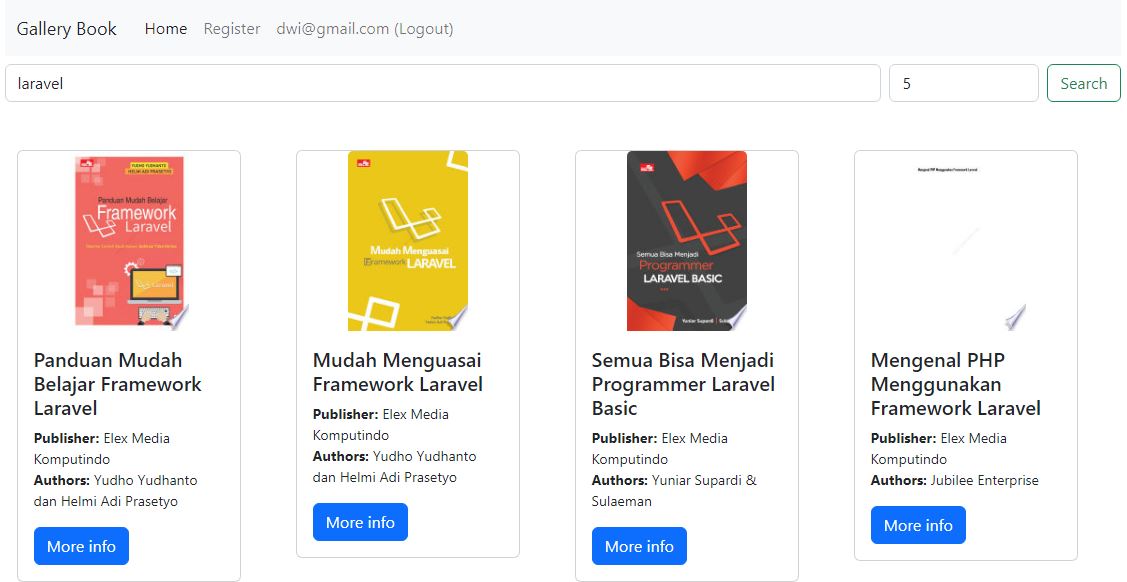 Gallery Book Home Register dwi@gmail.com (Logout)
laravel 5 Search
YUDHO YUDHANTO
HELMI ADI PRASETYO
Panduan Mudah Belajar
Framework
Laravel
Mudah Menguasai
Framework LARAVEL
Semua Bisa Menjadi
Programmer
LARAVEL BASIC
Yuniar Supardi
Mengenal PHP Menggunakan Framework Laravel
Panduan Mudah
Belajar Framework
Laravel
Publisher: Elex Media
Komputindo
Authors: Yudho Yudhanto
dan Helmi Adi Prasetyo
More info
Mudah Menguasai
Framework Laravel
Publisher: Elex Media
Komputindo
Authors: Yudho Yudhanto
dan Helmi Adi Prasetyo
More info
Semua Bisa Menjadi
Programmer Laravel
Basic
Publisher: Elex Media
Komputindo
Authors: Yuniar Supardi &
Sulaeman
More info
Mengenal PHP
Menggunakan
Framework Laravel
Publisher: Elex Media
Komputindo
Authors: Jubilee Enterprise
More info